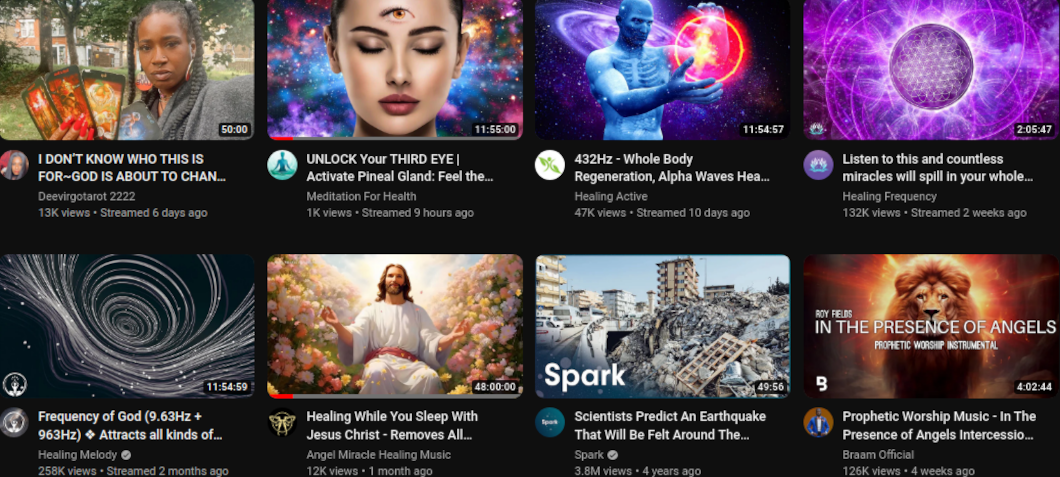 50:00
11:55:00
11:54:57
2:05:47
I DON'T KNOW WHO THIS IS
FOR~GOD IS ABOUT TO CHAN...
Deevirgotarot 2222
13K views • Streamed 6 days ago
UNLOCK Your THIRD EYE |
Activate Pineal Gland: Feel the...
Meditation For Health
1K views • Streamed 9 hours ago
432Hz - Whole Body
Regeneration, Alpha Waves Hea...
Healing Active
47K views • Streamed 10 days ago
Listen to this and countless
miracles will spill in your whole...
Healing Frequency
132K views • Streamed 2 weeks ago
11:54:59
48:00:00
Spark
49:56
ROY FIELDS
IN THE PRESENCE OF ANGELS
PROPHETIC WORSHIP INSTRUMENTAL
B
4:02:44
Frequency of God (9.63Hz +
963Hz) ❖ Attracts all kinds of...
Healing Melody
258K views • Streamed 2 months ago
Healing While You Sleep With
Jesus Christ - Removes All...
Angel Miracle Healing Music
12K views • 1 month ago
Spark
Scientists Predict An Earthquake
That Will Be Felt Around The...
Spark
3.8M views • 4 years ago
Prophetic Worship Music - In The
Presence of Angels Intercessio...
Braam Official
126K views • 4 weeks ago